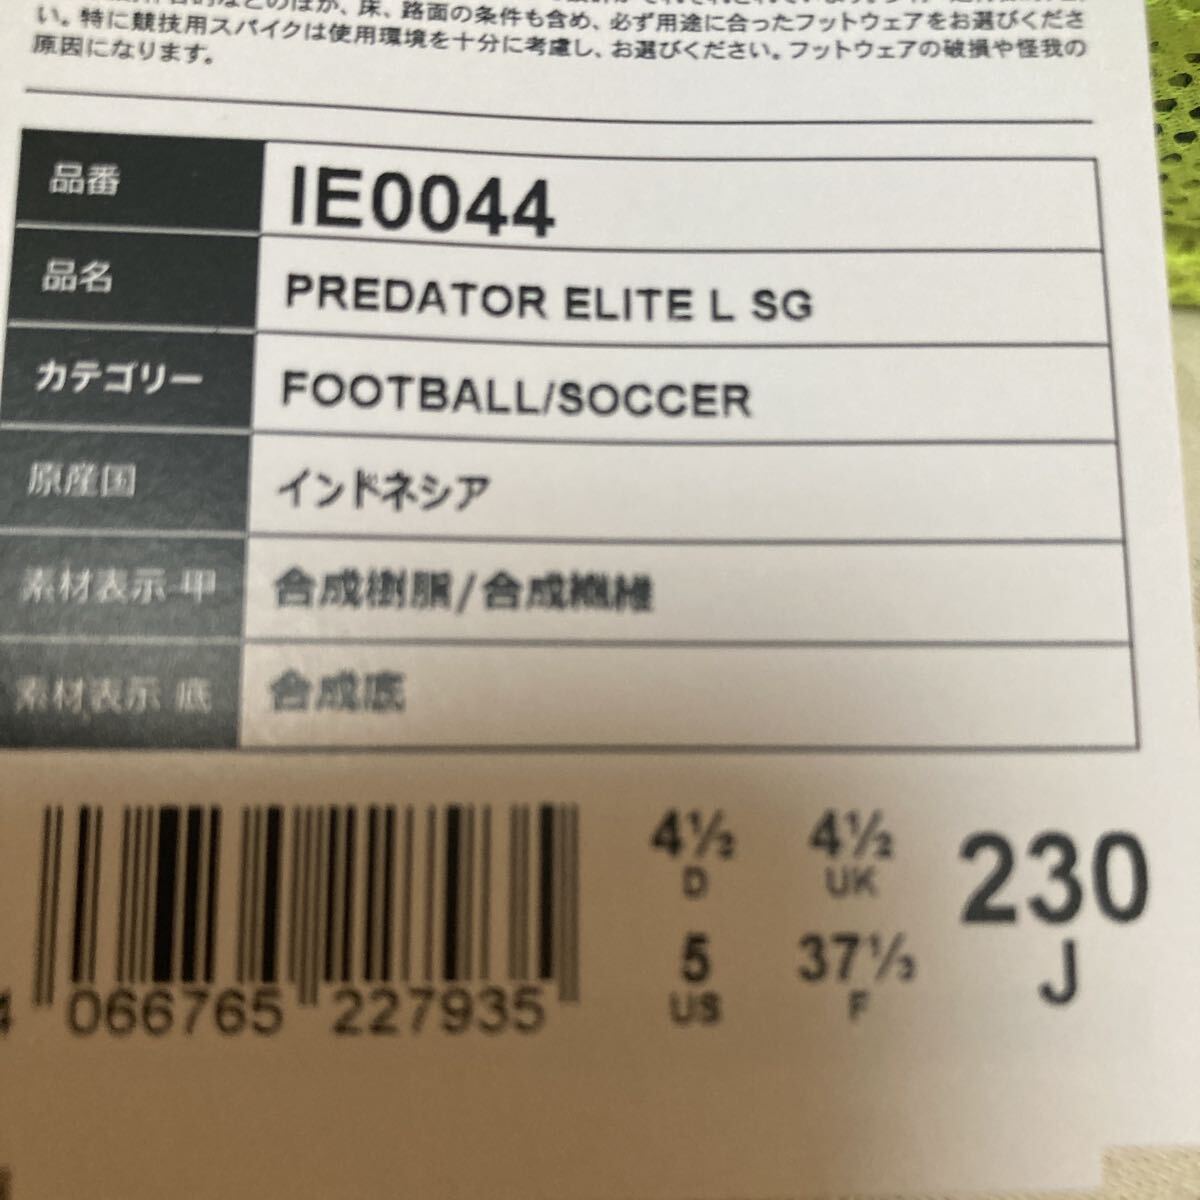 い。特に競技用スパイクは使用環境を十分に考慮し、お選びください。フットウェアの破損や怪我の
原因になります。
品番 IE0044
品名 PREDATOR ELITE L SG
カテゴリー FOOTBALL/SOCCER
原産国 インドネシア
素材表示 甲 合成樹脂/合成繊維
素材表示 底 合成底
4½ D 4½ UK 230 J
5 US 37⅓ F
4 066765 227935